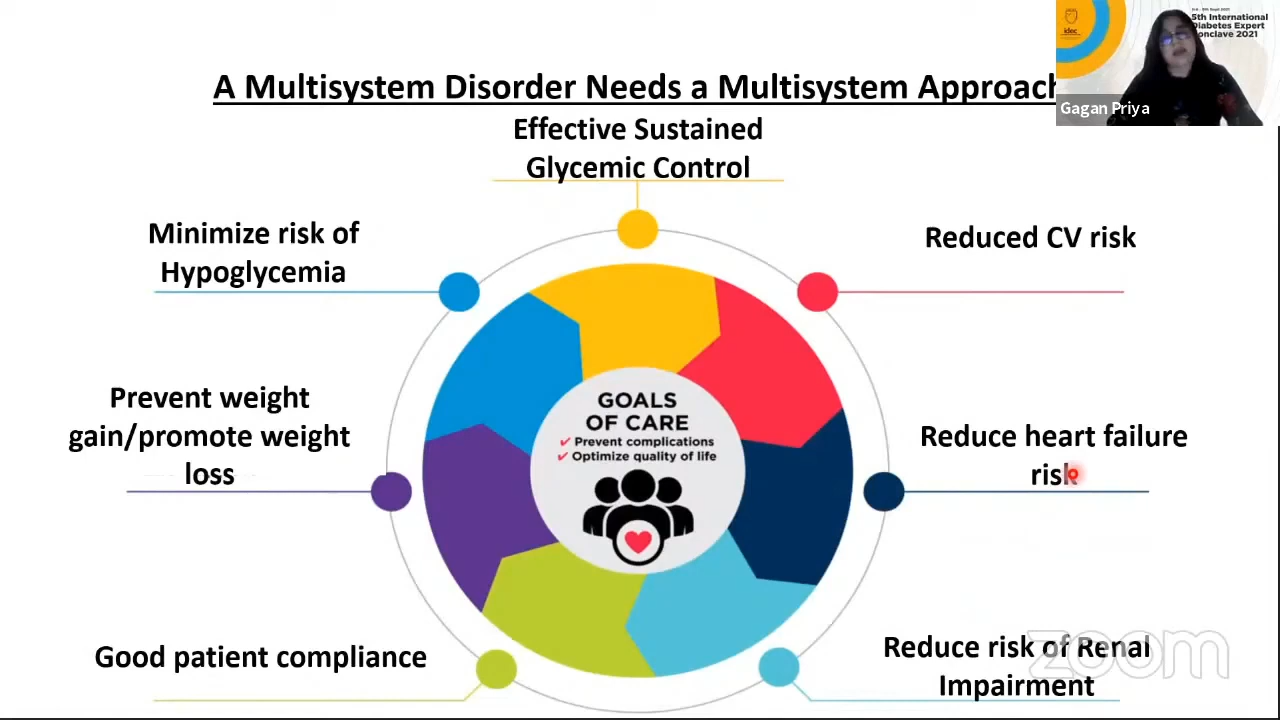 A Multisystem Disorder Needs a Multisystem Approach
5th International
Diabetes Expert
Conclave 2021
idec
Gagan Priya
Effective Sustained
Glycemic Control
Minimize risk of
Hypoglycemia
Reduced CV risk
Prevent weight
gain/promote weight
loss
GOALS
OF CARE
✓ Prevent complications
✓ Optimize quality of life
Reduce heart failure
risk
Good patient compliance
Reduce risk of Renal
Impairment
zoom